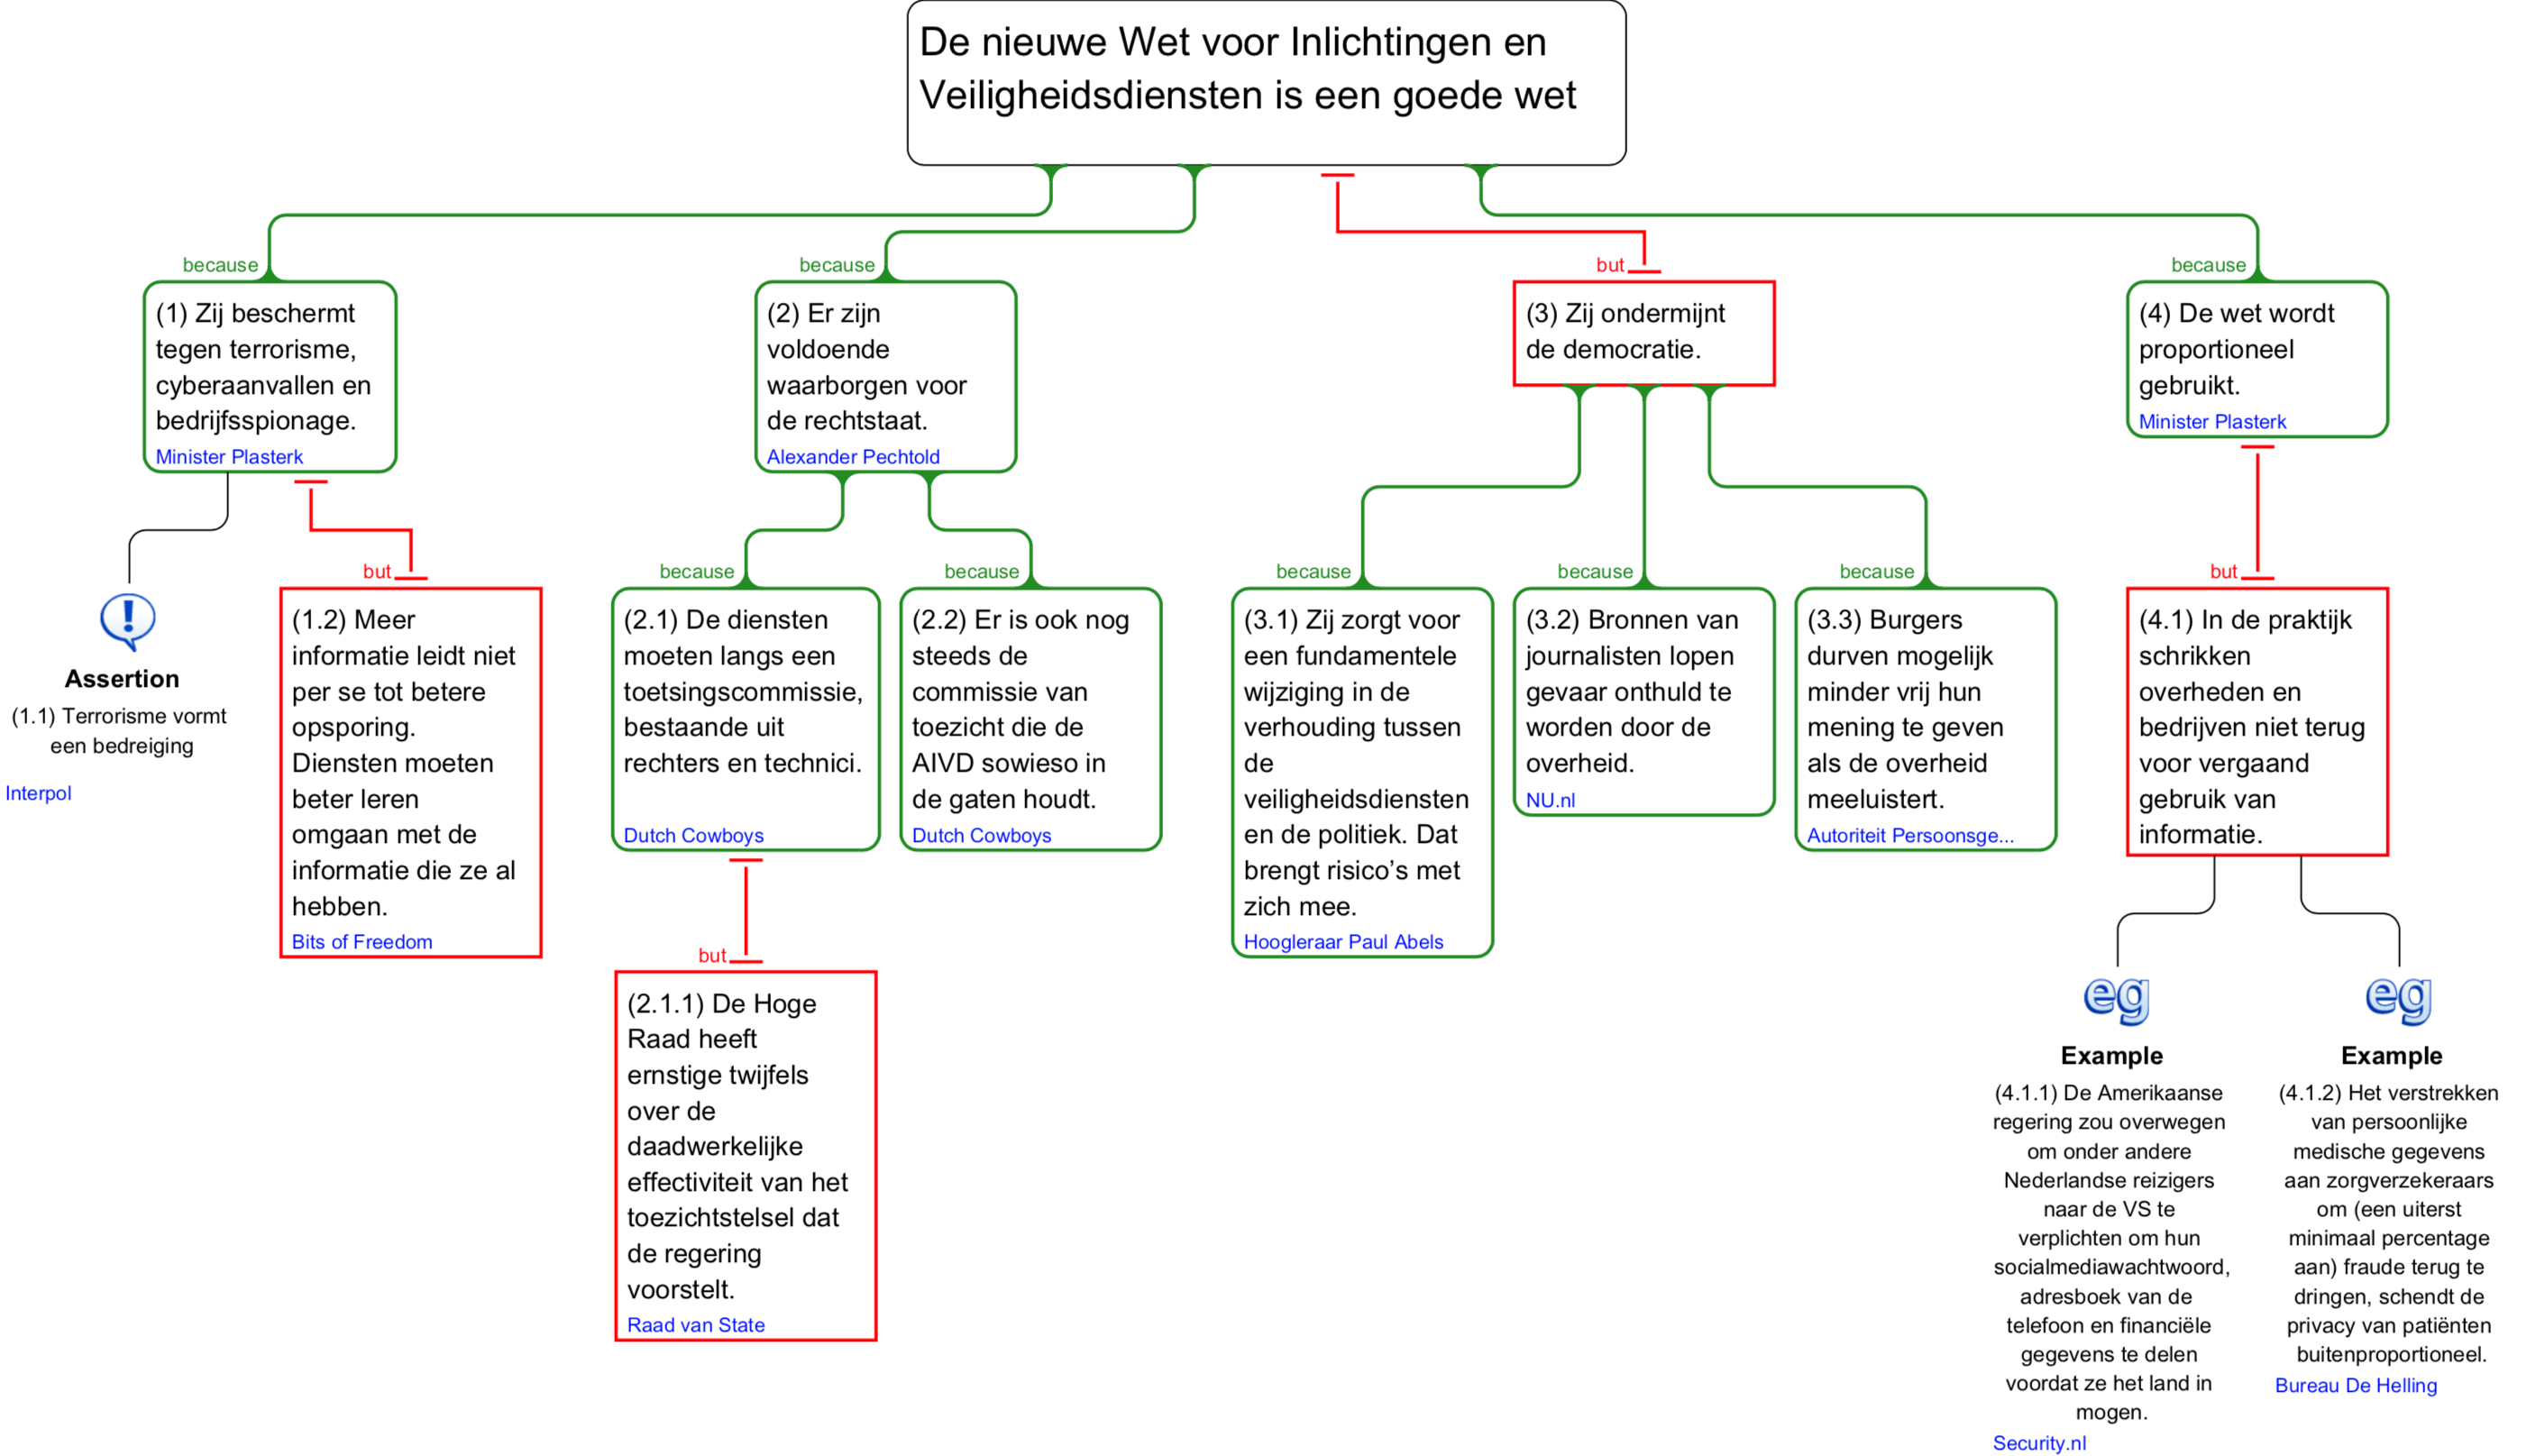 De nieuwe Wet voor Inlichtingen en
Veiligheidsdiensten is een goede wet
because
(1) Zij beschermt
tegen terrorisme,
cyberaanvallen en
bedrijfsspionage.
Minister Plasterk
because
(2) Er zijn
voldoende
waarborgen voor
de rechtstaat.
Alexander Pechtold
but
(3) Zij ondermijnt
de democratie.
because
(4) De wet wordt
proportioneel
gebruikt.
Minister Plasterk
!
Assertion
(1.1) Terrorisme vormt
een bedreiging
Interpol
but
(1.2) Meer
informatie leidt niet
per se tot betere
opsporing.
Diensten moeten
beter leren
omgaan met de
informatie die ze al
hebben.
Bits of Freedom
because
(2.1) De diensten
moeten langs een
toetsingscommissie,
bestaande uit
rechters en technici.
Dutch Cowboys
because
(2.2) Er is ook nog
steeds de
commissie van
toezicht die de
AIVD sowieso in
de gaten houdt.
Dutch Cowboys
but
(2.1.1) De Hoge
Raad heeft
ernstige twijfels
over de
daadwerkelijke
effectiviteit van het
toezichtstelsel dat
de regering
voorstelt.
Raad van State
because
(3.1) Zij zorgt voor
een fundamentele
wijziging in de
verhouding tussen
de
veiligheidsdiensten
en de politiek. Dat
brengt risico’s met
zich mee.
Hoogleraar Paul Abels
because
(3.2) Bronnen van
journalisten lopen
gevaar onthuld te
worden door de
overheid.
NU.nl
because
(3.3) Burgers
durven mogelijk
minder vrij hun
mening te geven
als de overheid
meeluistert.
Autoriteit Persoonsge...
but
(4.1) In de praktijk
schrikken
overheden en
bedrijven niet terug
voor vergaand
gebruik van
informatie.
eg
Example
(4.1.1) De Amerikaanse
regering zou overwegen
om onder andere
Nederlandse reizigers
naar de VS te
verplichten om hun
socialmediawachtwoord,
adresboek van de
telefoon en financiële
gegevens te delen
voordat ze het land in
mogen.
Security.nl
eg
Example
(4.1.2) Het verstrekken
van persoonlijke
medische gegevens
aan zorgverzekeraars
om (een uiterst
minimaal percentage
aan) fraude terug te
dringen, schendt de
privacy van patiënten
buitenproportioneel.
Bureau De Helling